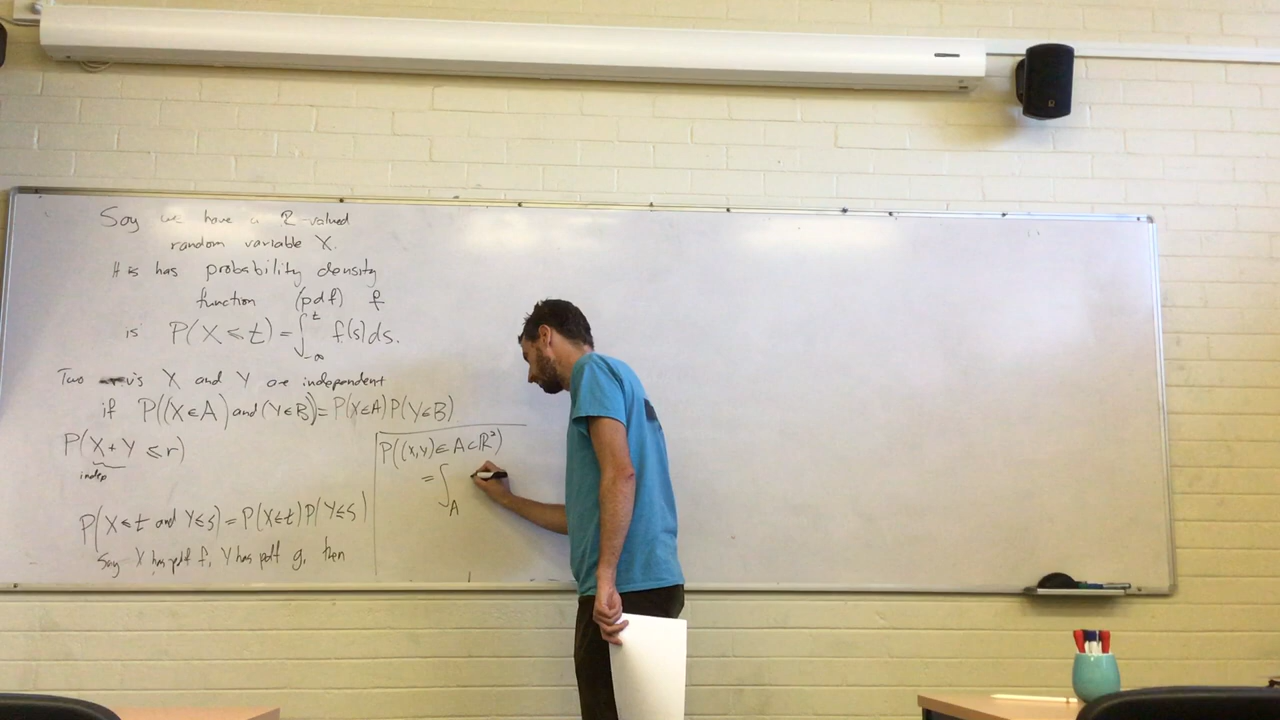 Say we have a R-valued
random variable X.
It is has probability density
function (pdf) f
is P(X ≤ t) = ∫_{-∞}^{t} f(s)ds.
Two rv's X and Y are independent
if P((X ∈ A) and (Y ∈ B)) = P(X ∈ A) P(Y ∈ B)
P(X + Y ≤ r)
indep
P(X ≤ t and Y ≤ s) = P(X ≤ t) P(Y ≤ s)
Say X has pdf f, Y has pdf g, then
P((X,Y) ∈ A ⊂ ℝ²)
= ∫_A